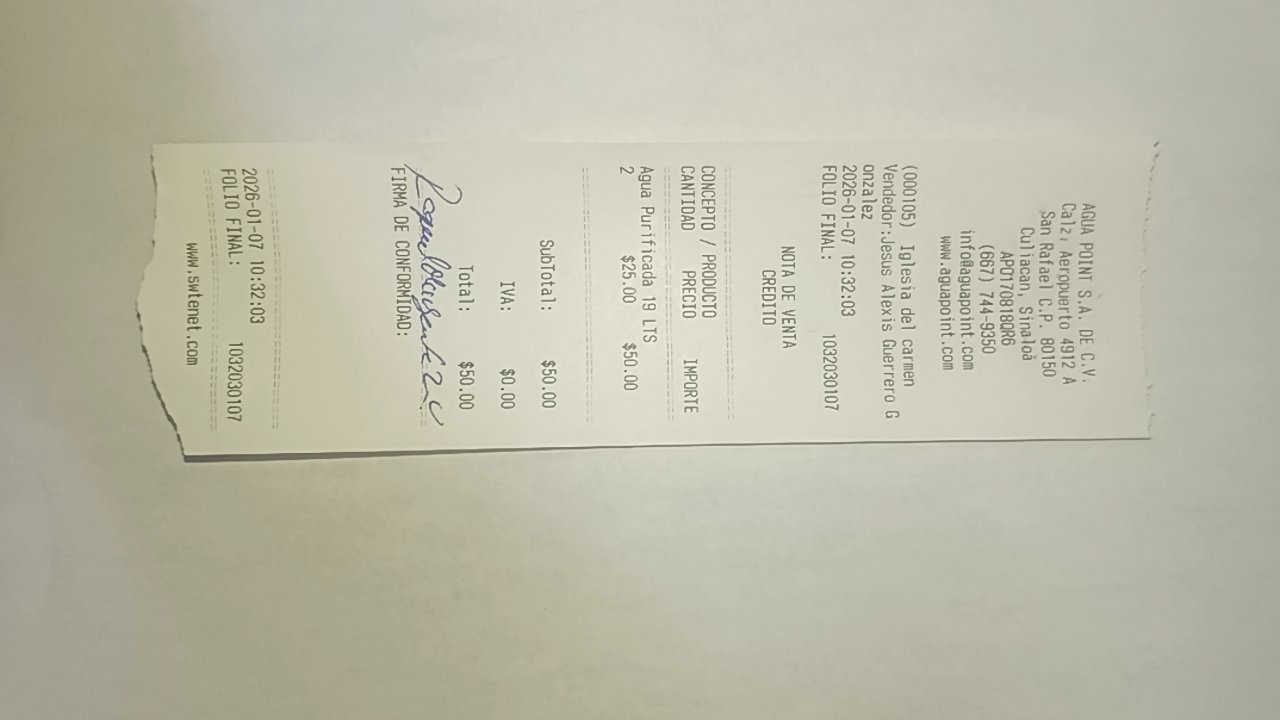 AGUA POINT S.A. DE C.V.
Calz. Aeropuerto 4912 A
San Rafael C.P. 80150
Culiacan, Sinaloa
APO170818QR6
(667) 744-9350
info@aguapoint.com
www.aguapoint.com
(000105) Iglesia del carmen
Vendedor:Jesus Alexis Guerrero G
onzalez
2026-01-07 10:32:03
FOLIO FINAL: 1032030107
NOTA DE VENTA
CREDITO
CONCEPTO / PRODUCTO
CANTIDAD PRECIO IMPORTE
Agua Purificada 19 LTS
2 $25.00 $50.00
SubTotal: $50.00
IVA: $0.00
Total: $50.00
FIRMA DE CONFORMIDAD:
2026-01-07 10:32:03
FOLIO FINAL: 1032030107
www.swtenet.com